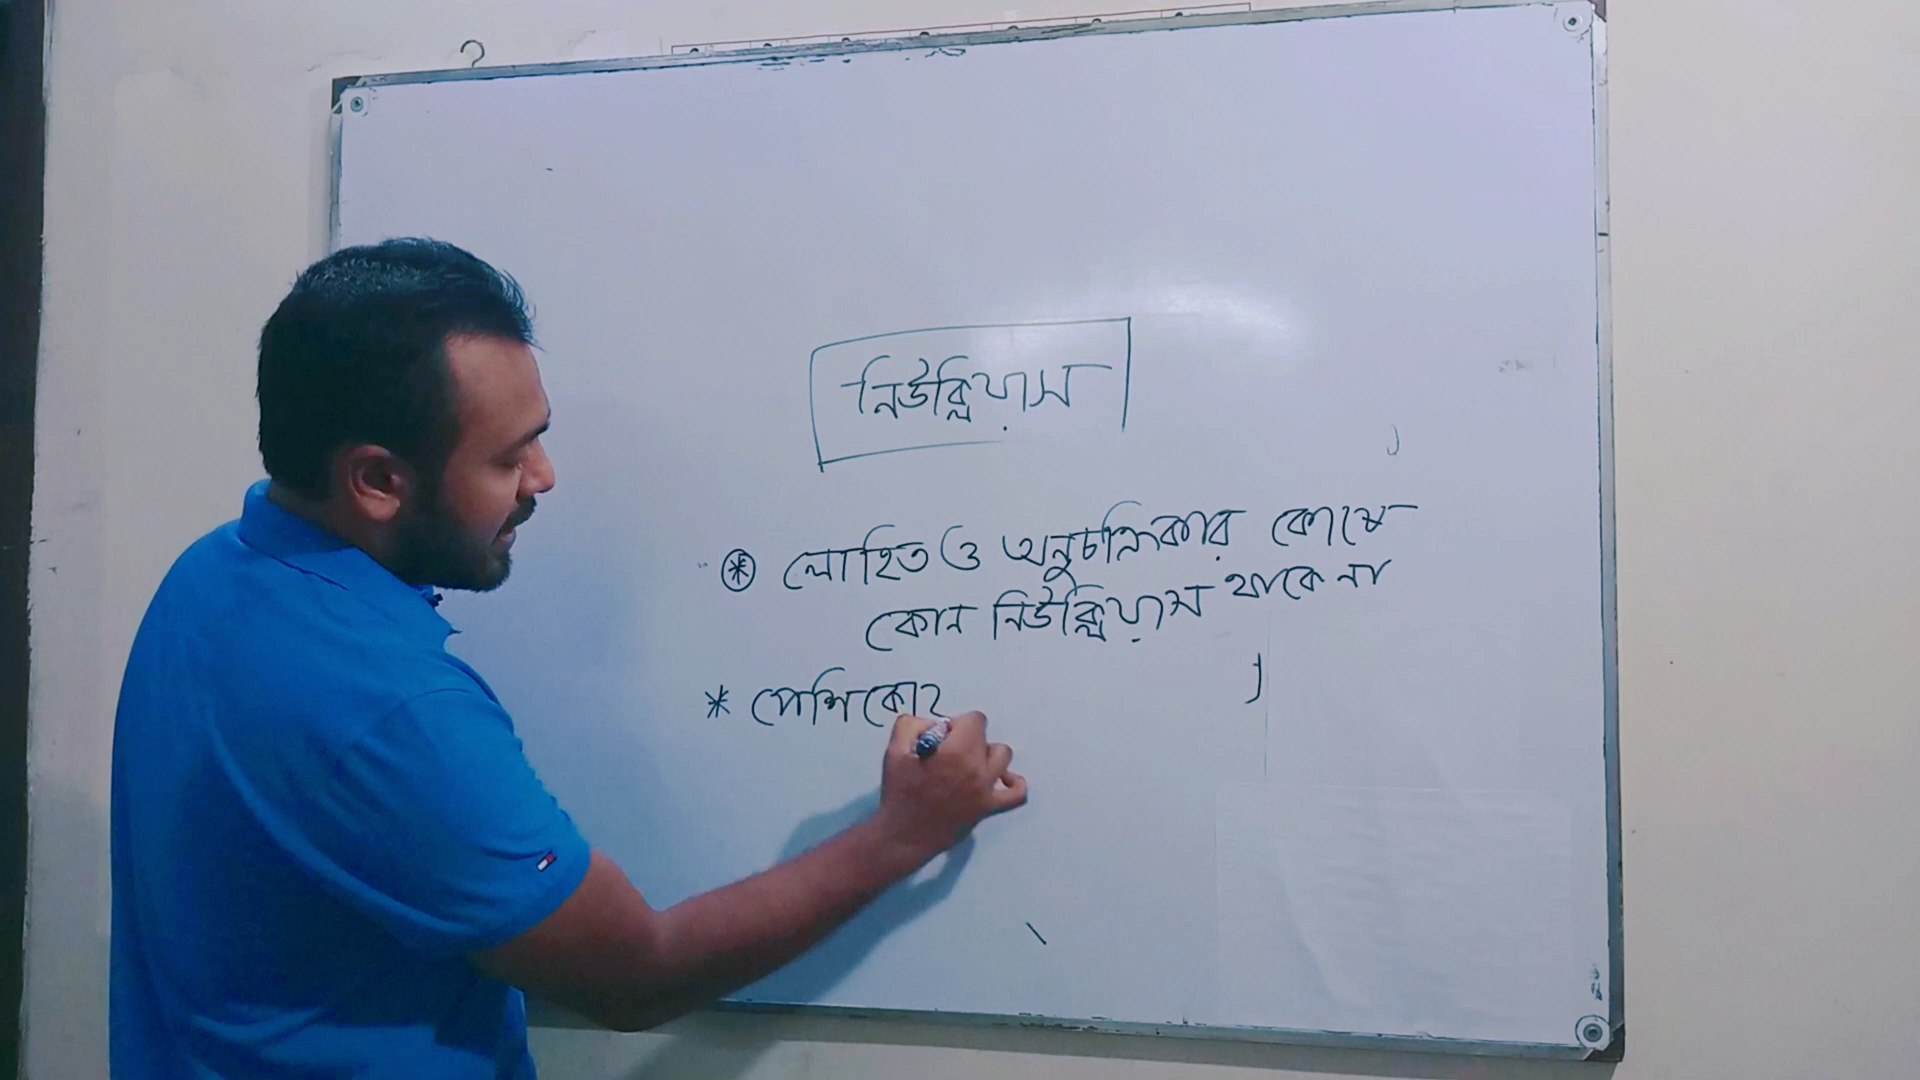 নিউক্লিয়াস
* লোহিত ও অনুচক্রিকার কোষে
কোন নিউক্লিয়াস থাকে না
* পেশিকো